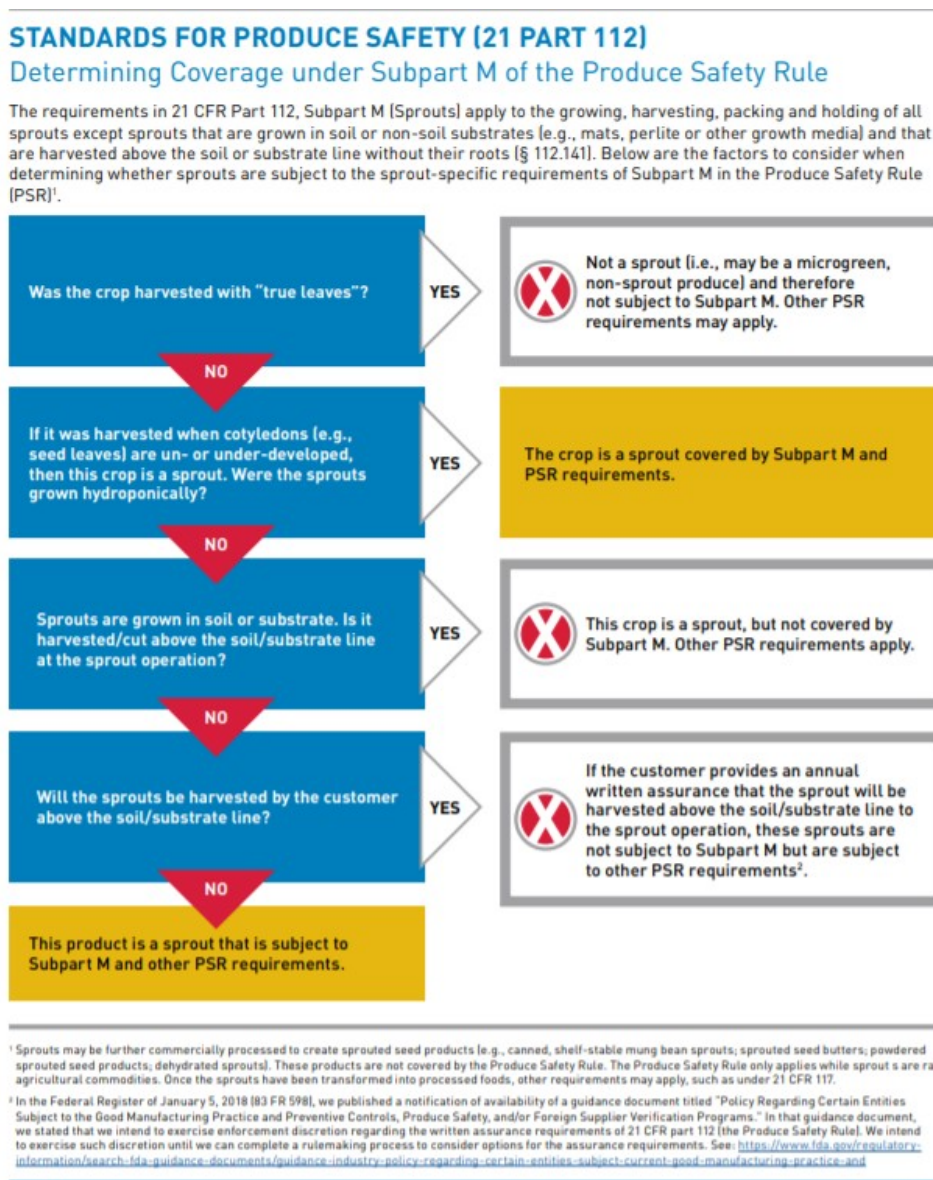 STANDARDS FOR PRODUCE SAFETY (21 PART 112)
Determining Coverage under Subpart M of the Produce Safety Rule
The requirements in 21 CFR Part 112, Subpart M (Sprouts) apply to the growing, harvesting, packing and holding of all
sprouts except sprouts that are grown in soil or non-soil substrates (e.g., mats, perlite or other growth media) and that
are harvested above the soil or substrate line without their roots (§ 112.141). Below are the factors to consider when
determining whether sprouts are subject to the sprout-specific requirements of Subpart M in the Produce Safety Rule
(PSR)¹.
Was the crop harvested with “true leaves”?
YES
Not a sprout (i.e., may be a microgreen,
non-sprout produce) and therefore
not subject to Subpart M. Other PSR
requirements may apply.
NO
If it was harvested when cotyledons (e.g.,
seed leaves) are un- or under-developed,
then this crop is a sprout. Were the sprouts
grown hydroponically?
YES
The crop is a sprout covered by Subpart M and
PSR requirements.
NO
Sprouts are grown in soil or substrate. Is it
harvested/cut above the soil/substrate line
at the sprout operation?
YES
This crop is a sprout, but not covered by
Subpart M. Other PSR requirements apply.
NO
Will the sprouts be harvested by the customer
above the soil/substrate line?
YES
If the customer provides an annual
written assurance that the sprout will be
harvested above the soil/substrate line to
the sprout operation, these sprouts are
not subject to Subpart M but are subject
to other PSR requirements².
NO
This product is a sprout that is subject to
Subpart M and other PSR requirements.
¹ Sprouts may be further commercially processed to create sprouted seed products (e.g., canned, shelf-stable mung bean sprouts; sprouted seed butters; powdered
sprouted seed products; dehydrated sprouts). These products are not covered by the Produce Safety Rule. The Produce Safety Rule only applies while sprout s are ra
agricultural commodities. Once the sprouts have been transformed into processed foods, other requirements may apply, such as under 21 CFR 117.
² In the Federal Register of January 5, 2018 (83 FR 598), we published a notification of availability of a guidance document titled “Policy Regarding Certain Entities
Subject to the Good Manufacturing Practice and Preventive Controls, Produce Safety, and/or Foreign Supplier Verification Programs.” In that guidance document,
we stated that we intend to exercise enforcement discretion regarding the written assurance requirements of 21 CFR part 112 (the Produce Safety Rule). We intend
to exercise such discretion until we can complete a rulemaking process to consider options for the assurance requirements. See: https://www.fda.gov/regulatory-
information/search-fda-guidance-documents/guidance-industry-policy-regarding-certain-entities-subject-current-good-manufacturing-practice-and